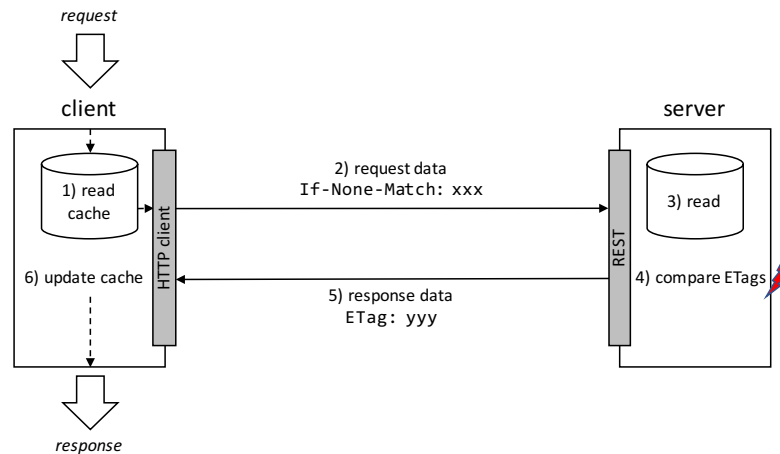 request
client
server
1) read
cache
2) request data
If-None-Match: xxx
3) read
HTTP client
REST
6) update cache
4) compare ETags
5) response data
ETag: yyy
response